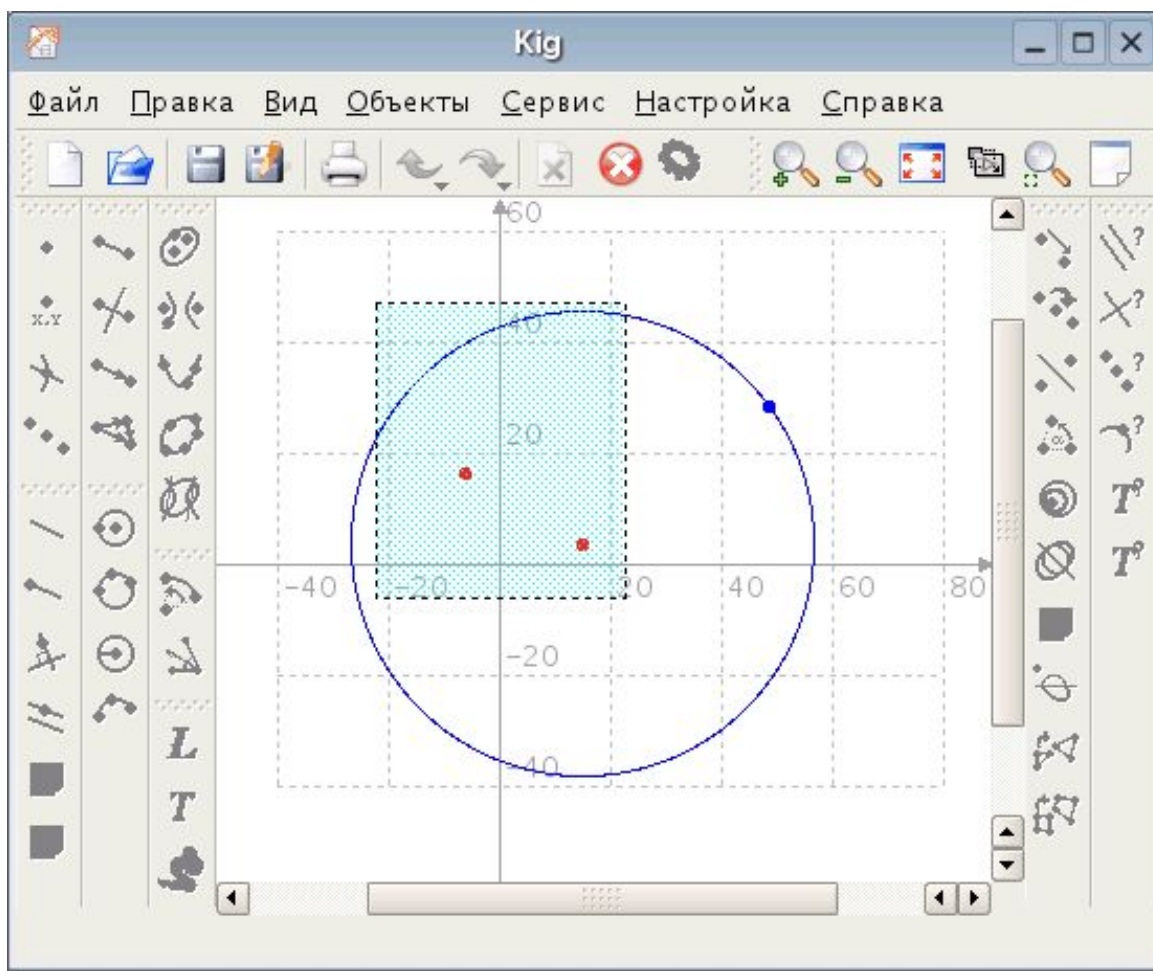 Kig
Файл Правка Вид Объекты Сервис Настройка Справка
60
40
20
-40 -20 20 40 60 80
-20
-40
x,y
α
?
?
?
?
L T?
T T?